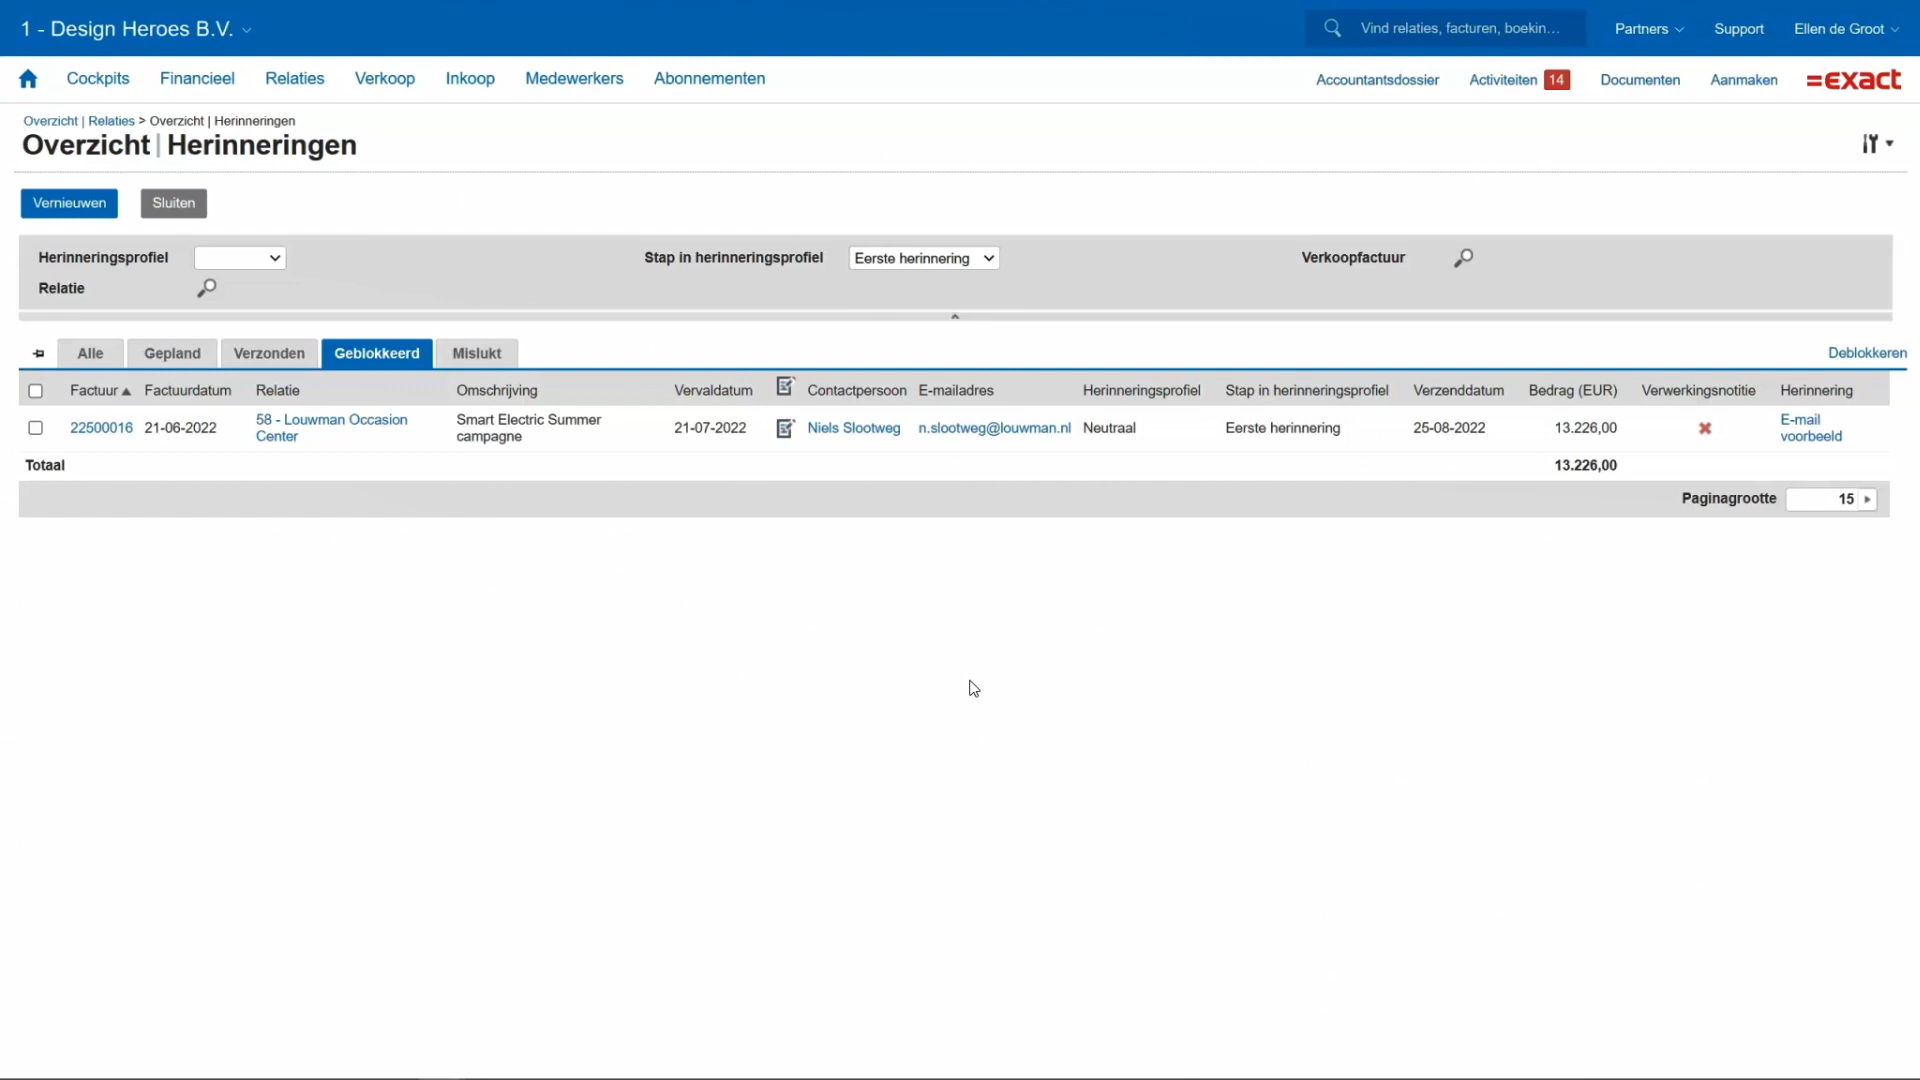 1 - Design Heroes B.V.
Vind relaties, facturen, boekin...
Partners
Support
Ellen de Groot
Cockpits
Financieel
Relaties
Verkoop
Inkoop
Medewerkers
Abonnementen
Accountantsdossier
Activiteiten 14
Documenten
Aanmaken
=exact
Overzicht | Relaties > Overzicht | Herinneringen
Overzicht | Herinneringen
Vernieuwen
Sluiten
Herinneringsprofiel
Stap in herinneringsprofiel
Eerste herinnering
Verkoopfactuur
Relatie
Alle
Gepland
Verzonden
Geblokkeerd
Mislukt
Deblokkeren
Factuur Factuurdatum Relatie Omschrijving Vervaldatum Contactpersoon E-mailadres Herinneringsprofiel Stap in herinneringsprofiel Verzenddatum Bedrag (EUR) Verwerkingsnotitie Herinnering
22500016 21-06-2022
58 - Louwman Occasion
Center
Smart Electric Summer
campagne
21-07-2022 Niels Slootweg n.slootweg@louwman.nl Neutraal Eerste herinnering 25-08-2022 13.226,00
E-mail
voorbeeld
Totaal 13.226,00
Paginagrootte 15